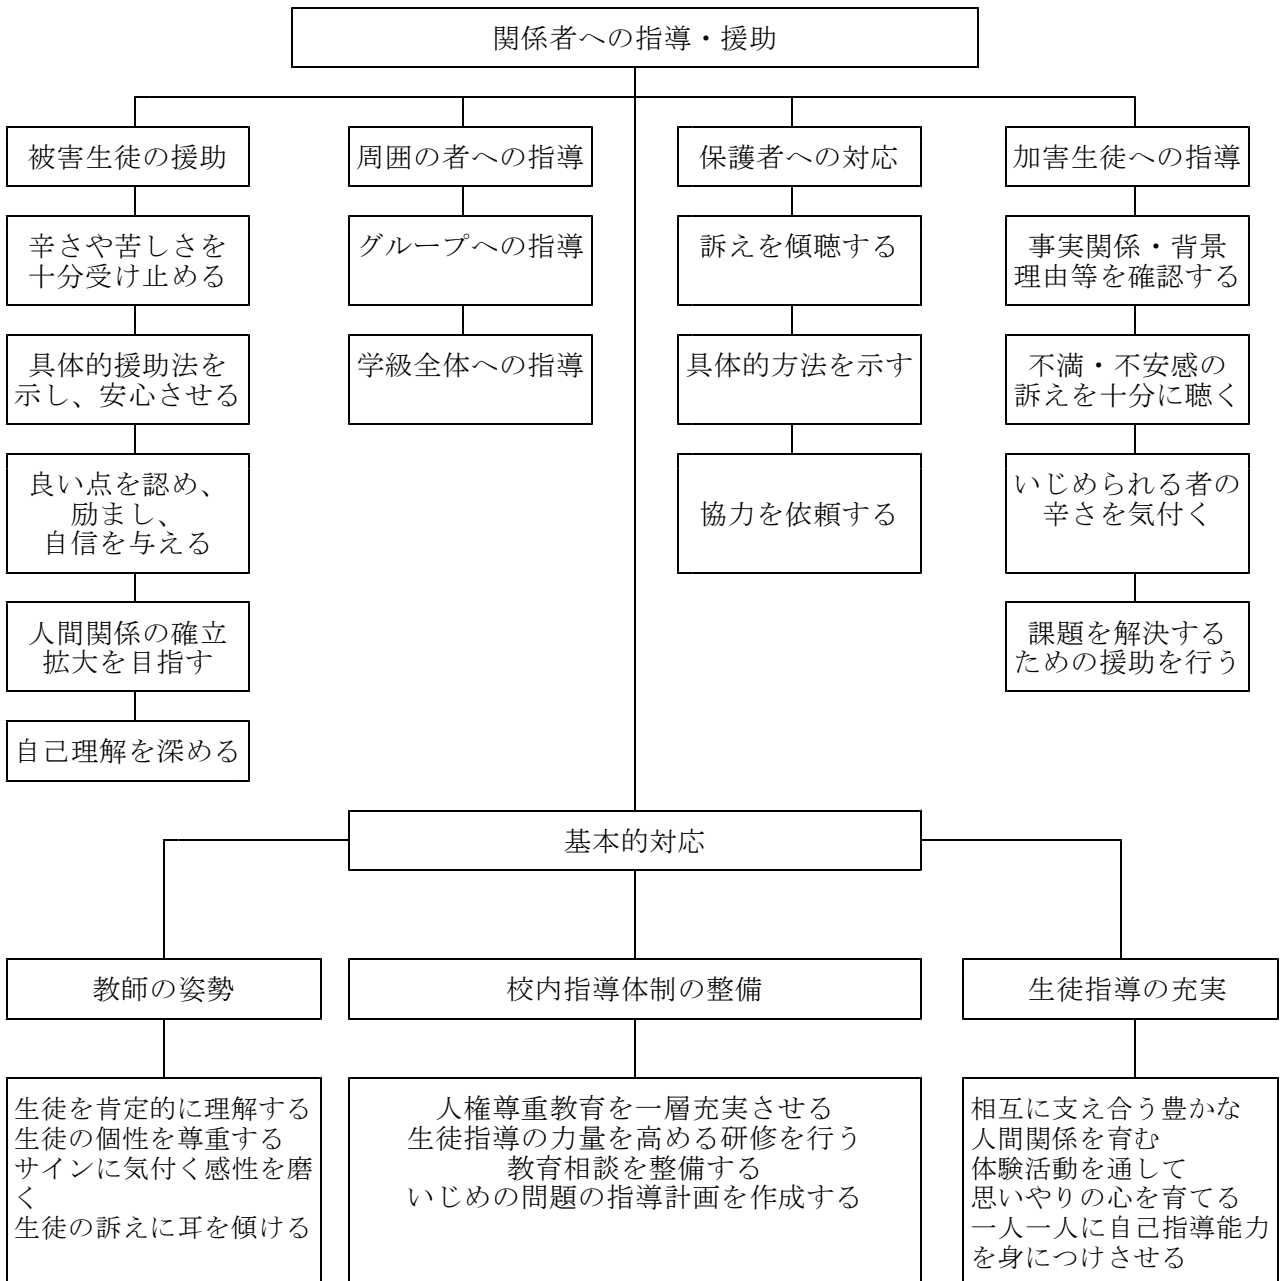 関係者への指導・援助
被害生徒の援助
辛さや苦しさを
十分受け止める
具体的援助法を
示し、安心させる
良い点を認め、
励まし、
自信を与える
人間関係の確立
拡大を目指す
自己理解を深める
周囲の者への指導
グループへの指導
学級全体への指導
保護者への対応
訴えを傾聴する
具体的方法を示す
協力を依頼する
加害生徒への指導
事実関係・背景
理由等を確認する
不満・不安感の
訴えを十分に聴く
いじめられる者の
辛さを気付く
課題を解決する
ための援助を行う
基本的対応
教師の姿勢
生徒を肯定的に理解する
生徒の個性を尊重する
サインに気付く感性を磨
く
生徒の訴えに耳を傾ける
校内指導体制の整備
人権尊重教育を一層充実させる
生徒指導の力量を高める研修を行う
教育相談を整備する
いじめの問題の指導計画を作成する
生徒指導の充実
相互に支え合う豊かな
人間関係を育む
体験活動を通して
思いやりの心を育てる
一人一人に自己指導能力
を身につけさせる